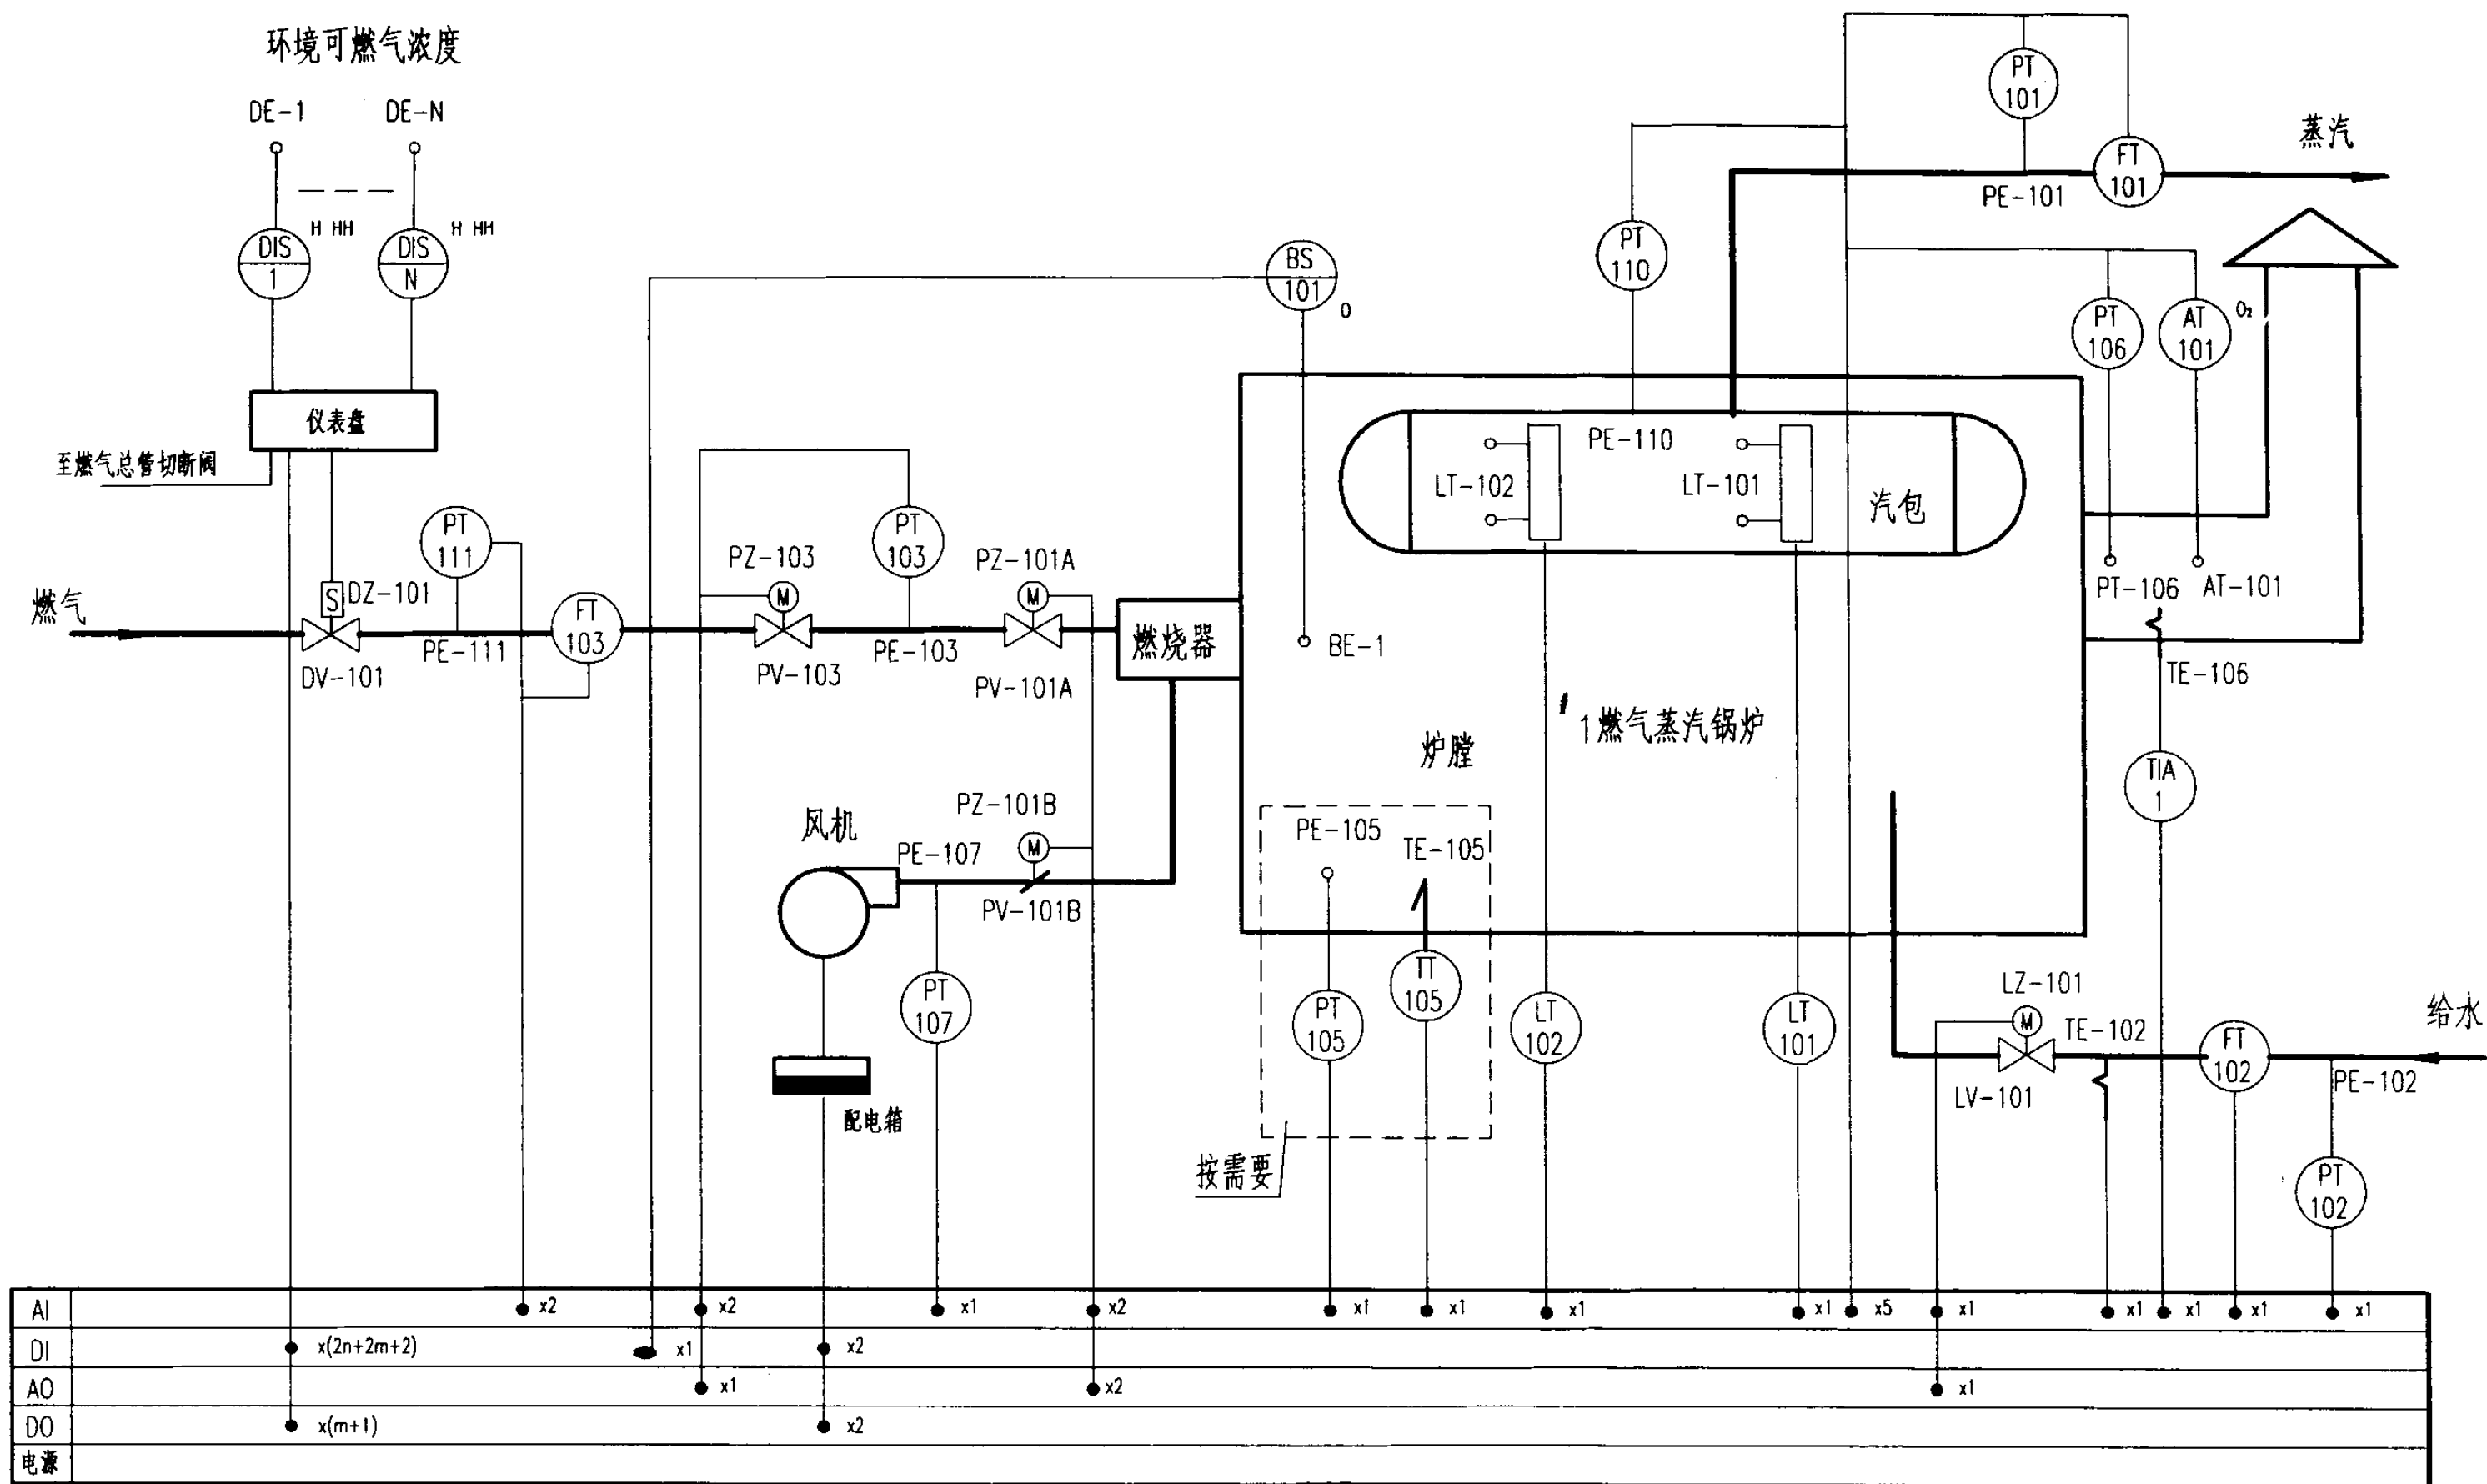 环境可燃气浓度
DE-1 DE-N
H HH H HH
DIS
1
DIS
N
仪表盘
至燃气总管切断阀
燃气
DZ-101
S
DV-101
PT
111
PE-111
FT
103
PZ-103
M
PV-103
PT
103
PE-103
PZ-101A
M
PV-101A
燃烧器
BS
101
O
BE-1
风机
PE-107
PZ-101B
M
PV-101B
PT
107
配电箱
PT
110
PE-110
PT
101
PE-101
FT
101
蒸汽
PT
106
AT
101
O₂
LT-102
LT-101
汽包
PT-106
AT-101
TE-106
TIA
1
1燃气蒸汽锅炉
炉膛
PE-105
TE-105
PT
105
TT
105
按需要
LT
102
LT
101
LZ-101
M
LV-101
TE-102
FT
102
给水
PE-102
PT
102
AI x2 x2 x1 x2 x1 x1 x1 x1 x5 x1 x1 x1 x1 x1
DI x(2n+2m+2) x1 x2
AO x1 x2 x1
DO x(m+1) x2
电源